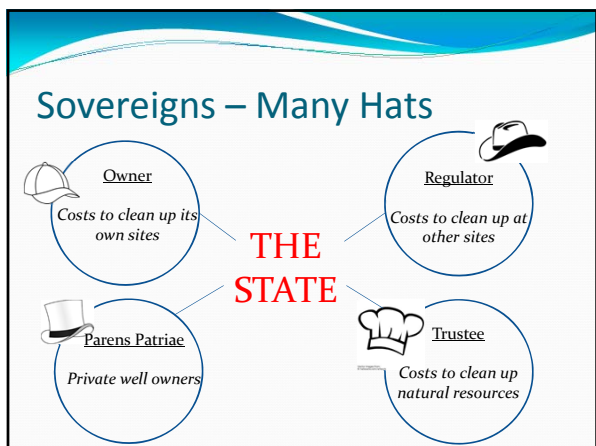 Sovereigns – Many Hats
Owner
Costs to clean up its
own sites
Regulator
Costs to clean up at
other sites
THE
STATE
Parens Patriae
Private well owners
Trustee
Costs to clean up
natural resources